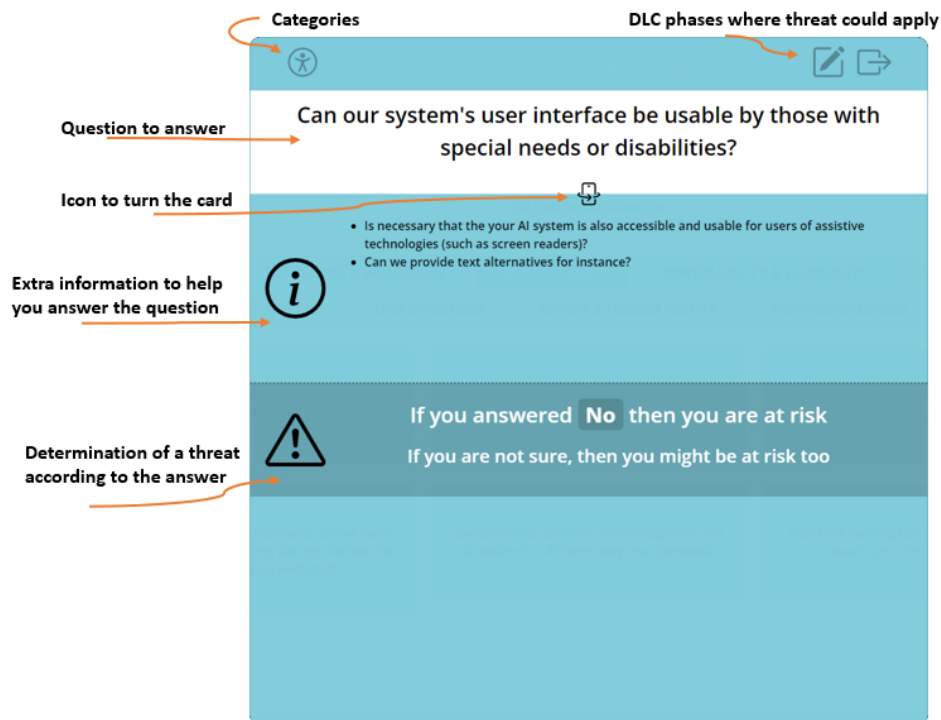 Categories
DLC phases where threat could apply
Question to answer
Can our system's user interface be usable by those with
special needs or disabilities?
Icon to turn the card
• Is necessary that the your AI system is also accessible and usable for users of assistive
technologies (such as screen readers)?
• Can we provide text alternatives for instance?
Extra information to help
you answer the question
i
If you answered No then you are at risk
If you are not sure, then you might be at risk too
Determination of a threat
according to the answer